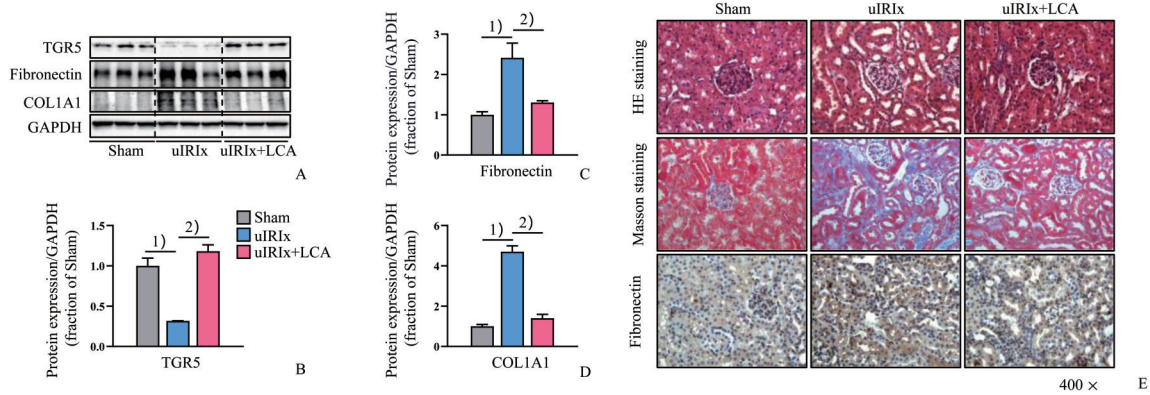 TGR5
Fibronectin
COL1A1
GAPDH
Sham uIRIx uIRIx+LCA
A
Protein expression/GAPDH
(fraction of Sham)
1.5
1.0
0.5
0.0
1) 2)
TGR5
B
Sham
uIRIx
uIRIx+LCA
Protein expression/GAPDH
(fraction of Sham)
3
2
1
0
1) 2)
Fibronectin
C
Protein expression/GAPDH
(fraction of Sham)
6
4
2
0
1) 2)
COL1A1
D
Sham uIRIx uIRIx+LCA
HE staining
Masson staining
Fibronectin
400 ×
E